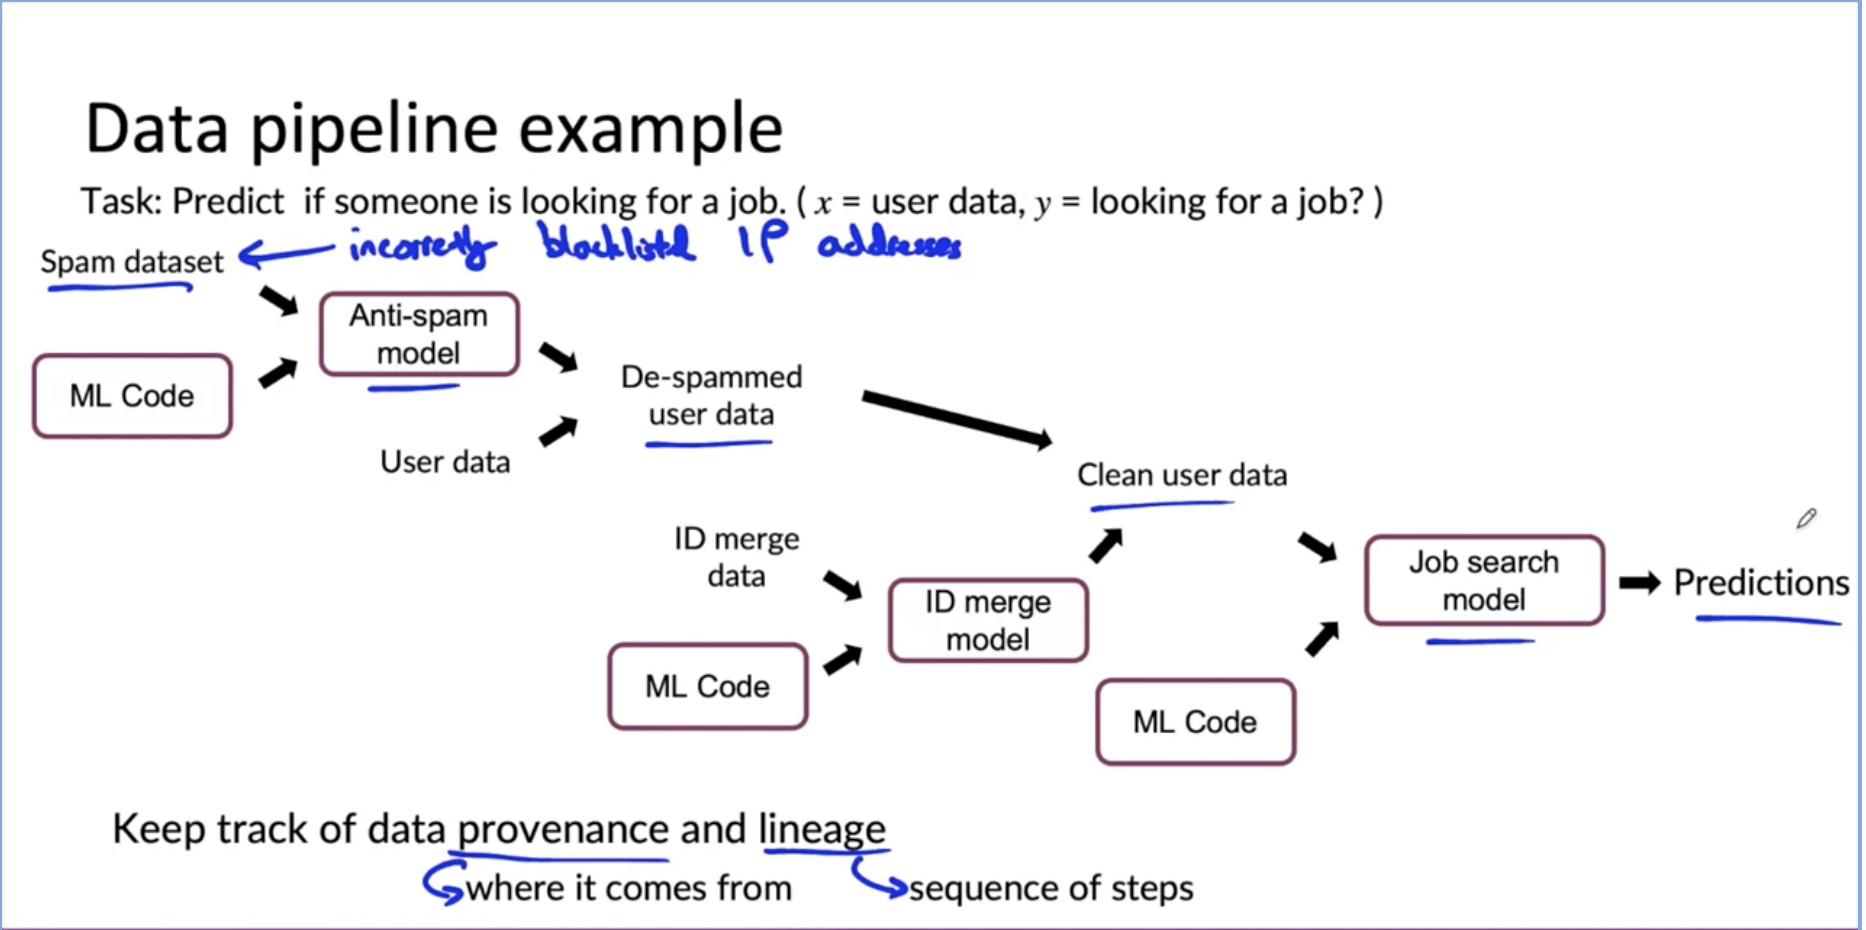 Data pipeline example
Task: Predict if someone is looking for a job. ( x = user data, y = looking for a job? )
incorrectly blocklisted IP addresses
Spam dataset
Anti-spam
model
ML Code
De-spammed
user data
User data
Clean user data
ID merge
data
ID merge
model
ML Code
Job search
model
Predictions
ML Code
Keep track of data provenance and lineage
where it comes from
sequence of steps